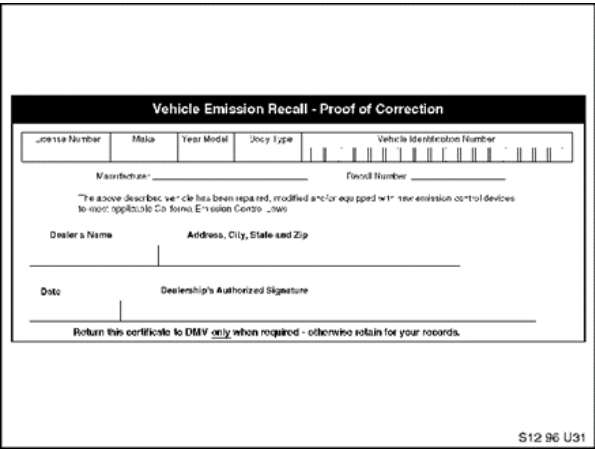 Vehicle Emission Recall - Proof of Correction
License Number Make Year Model Body Type Vehicle Identification Number
Manufacturer Recall Number
The above described vehicle has been repaired, modified and/or equipped with new emission control devices
to meet applicable California Emission Control Laws
Dealer's Name Address, City, State and Zip
Date Dealership's Authorized Signature
Return this certificate to DMV only when required - otherwise retain for your records.
S12 96 U31